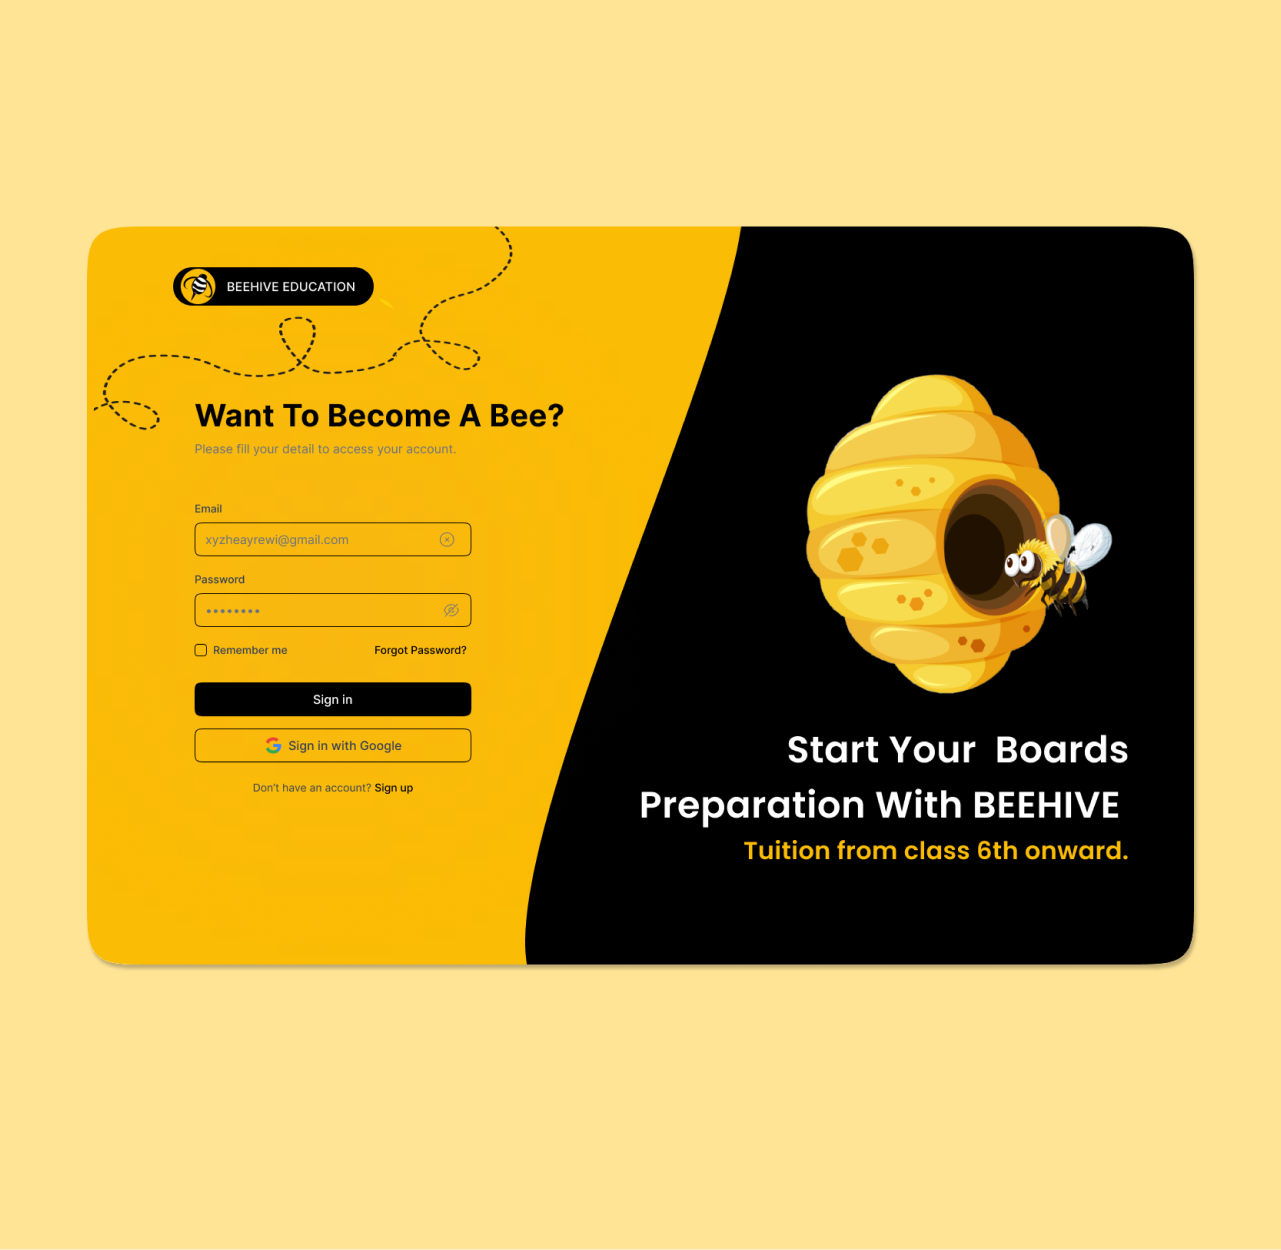 BEEHIVE EDUCATION
Want To Become A Bee?
Please fill your detail to access your account.
Email
xyzheayrewi@gmail.com
Password
Remember me
Forgot Password?
Sign in
Sign in with Google
Don't have an account? Sign up
Start Your Boards
Preparation With BEEHIVE
Tuition from class 6th onward.